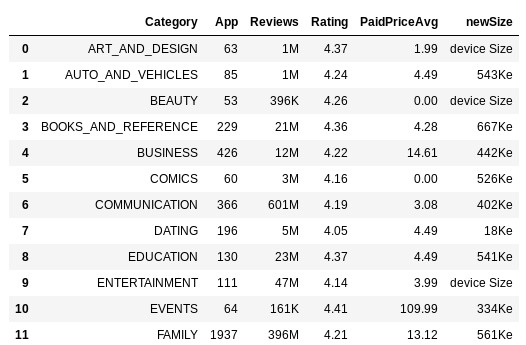 Category App Reviews Rating PaidPriceAvg newSize
0 ART_AND_DESIGN 63 1M 4.37 1.99 device Size
1 AUTO_AND_VEHICLES 85 1M 4.24 4.49 543Ke
2 BEAUTY 53 396K 4.26 0.00 device Size
3 BOOKS_AND_REFERENCE 229 21M 4.36 4.28 667Ke
4 BUSINESS 426 12M 4.22 14.61 442Ke
5 COMICS 60 3M 4.16 0.00 526Ke
6 COMMUNICATION 366 601M 4.19 3.08 402Ke
7 DATING 196 5M 4.05 4.49 18Ke
8 EDUCATION 130 23M 4.37 4.49 541Ke
9 ENTERTAINMENT 111 47M 4.14 3.99 device Size
10 EVENTS 64 161K 4.41 109.99 334Ke
11 FAMILY 1937 396M 4.21 13.12 561Ke